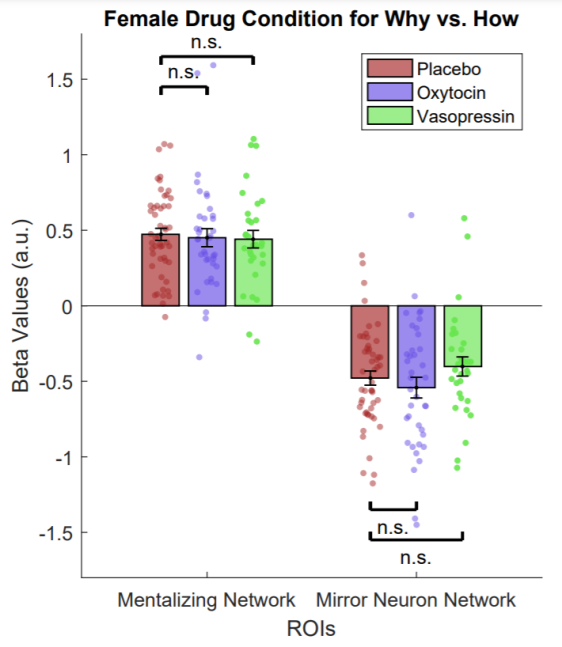 Female Drug Condition for Why vs. How
n.s.
n.s.
Placebo
Oxytocin
Vasopressin
1.5
1
0.5
0
-0.5
-1
-1.5
Beta Values (a.u.)
n.s.
n.s.
Mentalizing Network
Mirror Neuron Network
ROIs